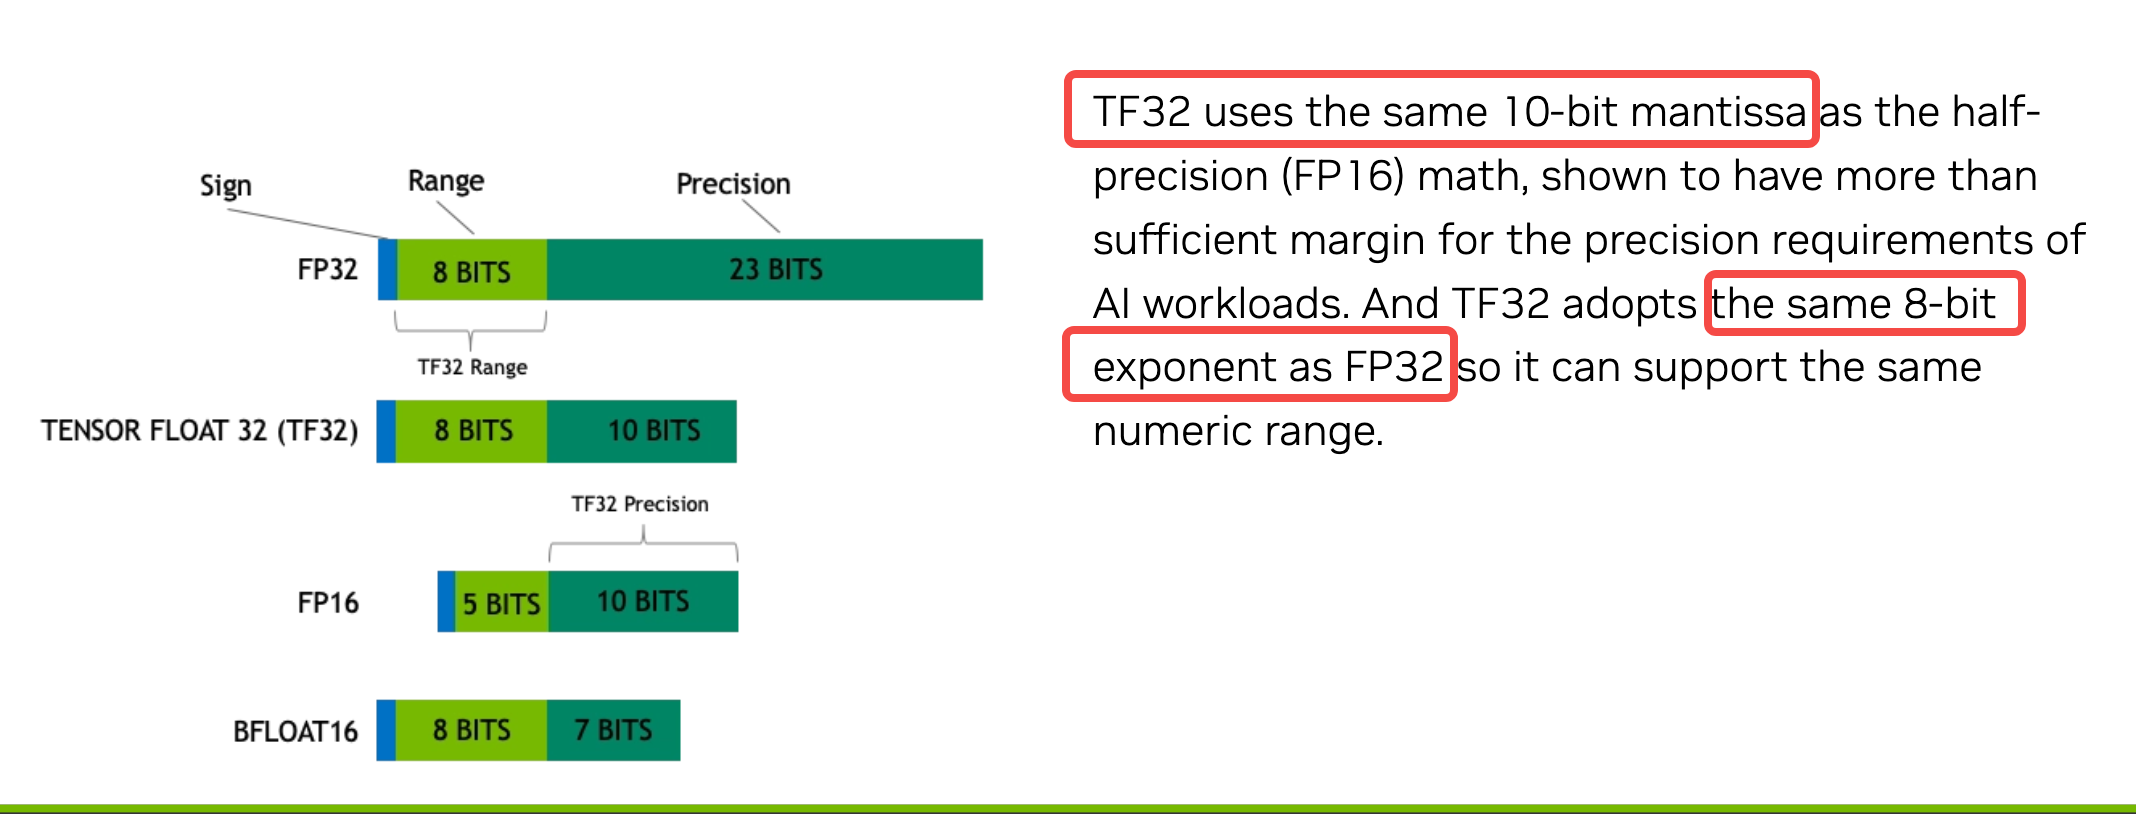 Sign
Range
Precision
FP32
8 BITS
23 BITS
TF32 Range
TENSOR FLOAT 32 (TF32)
8 BITS
10 BITS
TF32 Precision
FP16
5 BITS
10 BITS
BFLOAT16
8 BITS
7 BITS
TF32 uses the same 10-bit mantissa as the half-
precision (FP16) math, shown to have more than
sufficient margin for the precision requirements of
AI workloads. And TF32 adopts the same 8-bit
exponent as FP32 so it can support the same
numeric range.